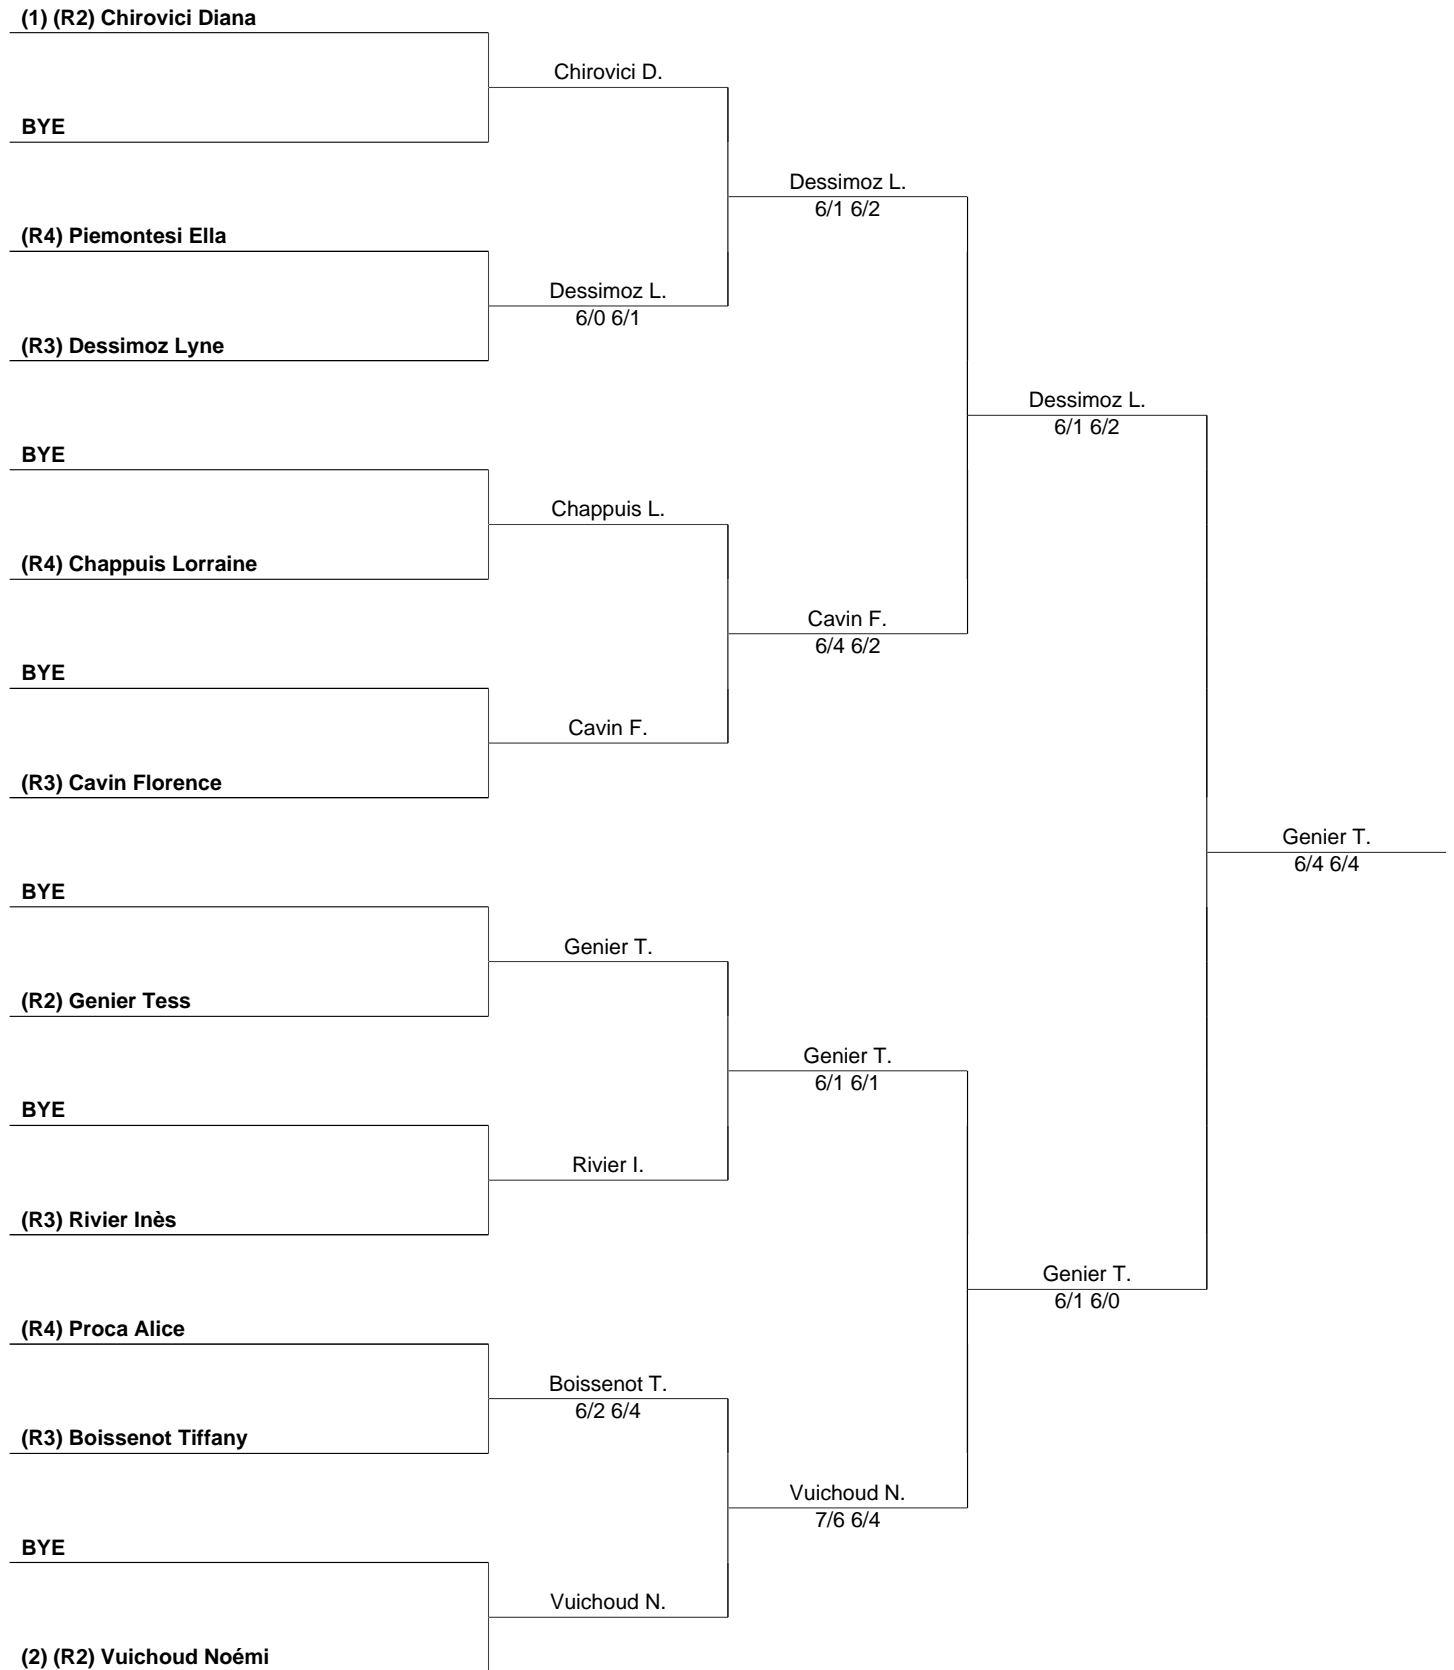 (1) (R2) Chirovici Diana
Chirovici D.
BYE
Dessimoz L.
6/1 6/2
(R4) Piemontesi Ella
Dessimoz L.
6/0 6/1
(R3) Dessimoz Lyne
Dessimoz L.
6/1 6/2
BYE
Chappuis L.
(R4) Chappuis Lorraine
Cavin F.
6/4 6/2
BYE
Cavin F.
(R3) Cavin Florence
Genier T.
6/4 6/4
BYE
Genier T.
(R2) Genier Tess
Genier T.
6/1 6/1
BYE
Rivier I.
(R3) Rivier Inès
Genier T.
6/1 6/0
(R4) Proca Alice
Boissenot T.
6/2 6/4
(R3) Boissenot Tiffany
Vuichoud N.
7/6 6/4
BYE
Vuichoud N.
(2) (R2) Vuichoud Noémi